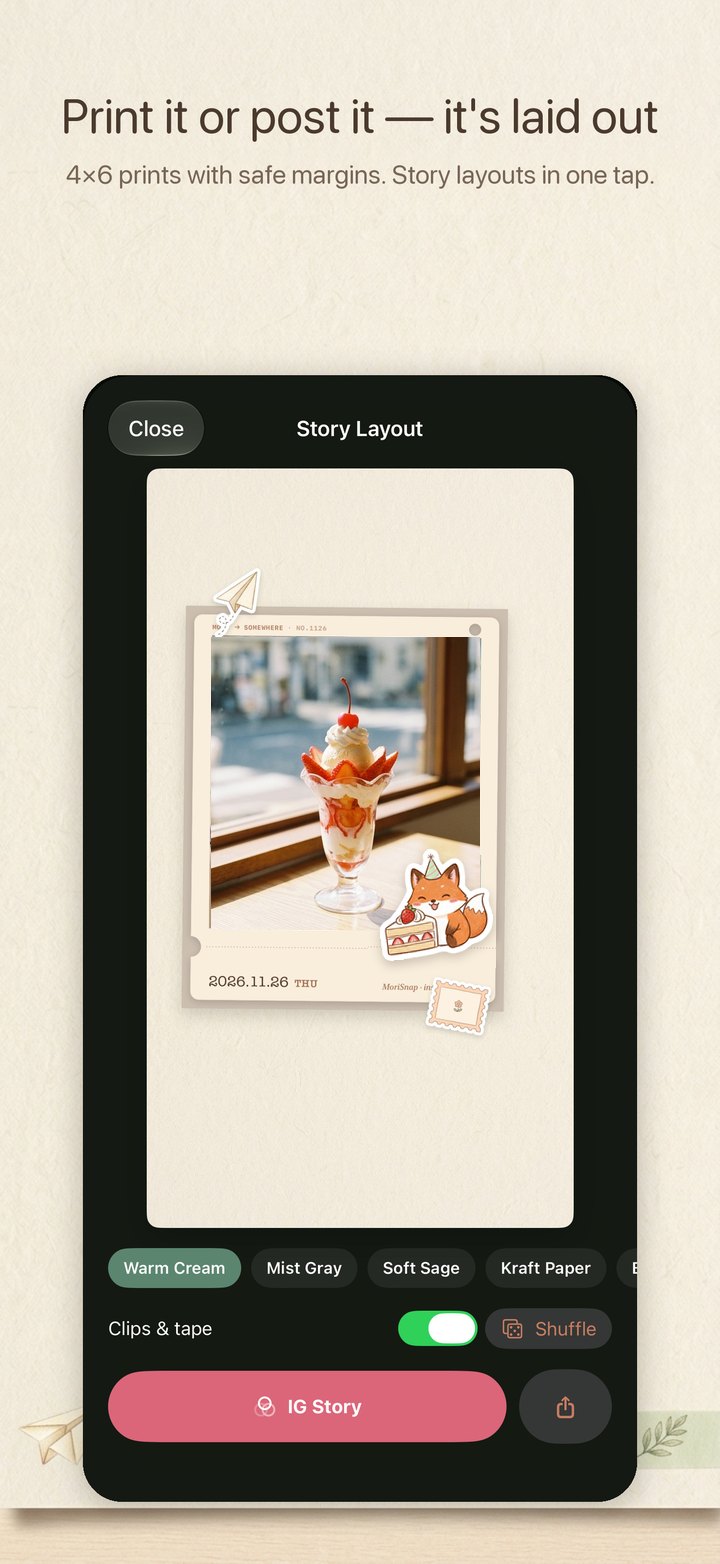 Print it or post it — it's laid out
4×6 prints with safe margins. Story layouts in one tap.
Close
Story Layout
→ SOMEWHERE · NO.1126
2026.11.26 THU
MoriSnap
Warm Cream
Mist Gray
Soft Sage
Kraft Paper
Clips & tape
Shuffle
IG Story